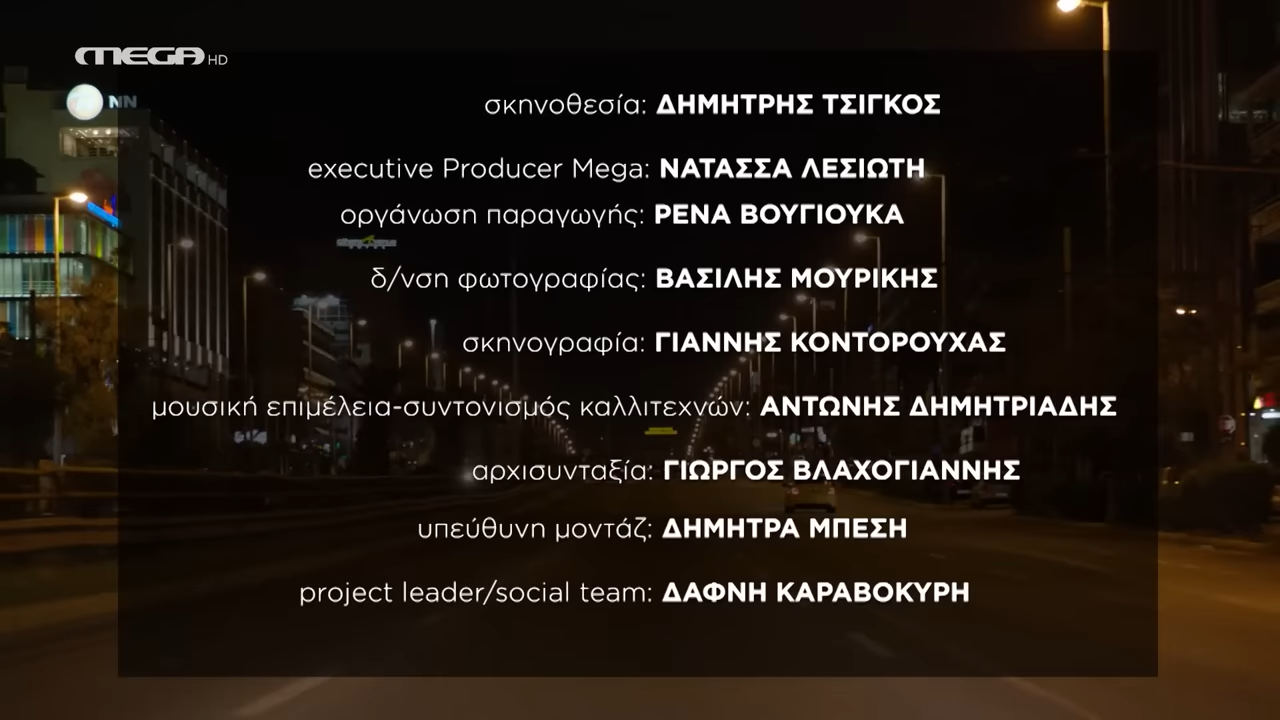 MEGA HD
NN
σκηνοθεσία: ΔΗΜΗΤΡΗΣ ΤΣΙΓΚΟΣ
executive Producer Mega: ΝΑΤΑΣΣΑ ΛΕΣΙΩΤΗ
οργάνωση παραγωγής: ΡΕΝΑ ΒΟΥΓΙΟΥΚΑ
δ/νση φωτογραφίας: ΒΑΣΙΛΗΣ ΜΟΥΡΙΚΗΣ
σκηνογραφία: ΓΙΑΝΝΗΣ ΚΟΝΤΟΡΟΥΧΑΣ
μουσική επιμέλεια-συντονισμός καλλιτεχνών: ΑΝΤΩΝΗΣ ΔΗΜΗΤΡΙΑΔΗΣ
αρχισυνταξία: ΓΙΩΡΓΟΣ ΒΛΑΧΟΓΙΑΝΝΗΣ
υπεύθυνη μοντάζ: ΔΗΜΗΤΡΑ ΜΠΕΣΗ
project leader/social team: ΔΑΦΝΗ ΚΑΡΑΒΟΚΥΡΗ